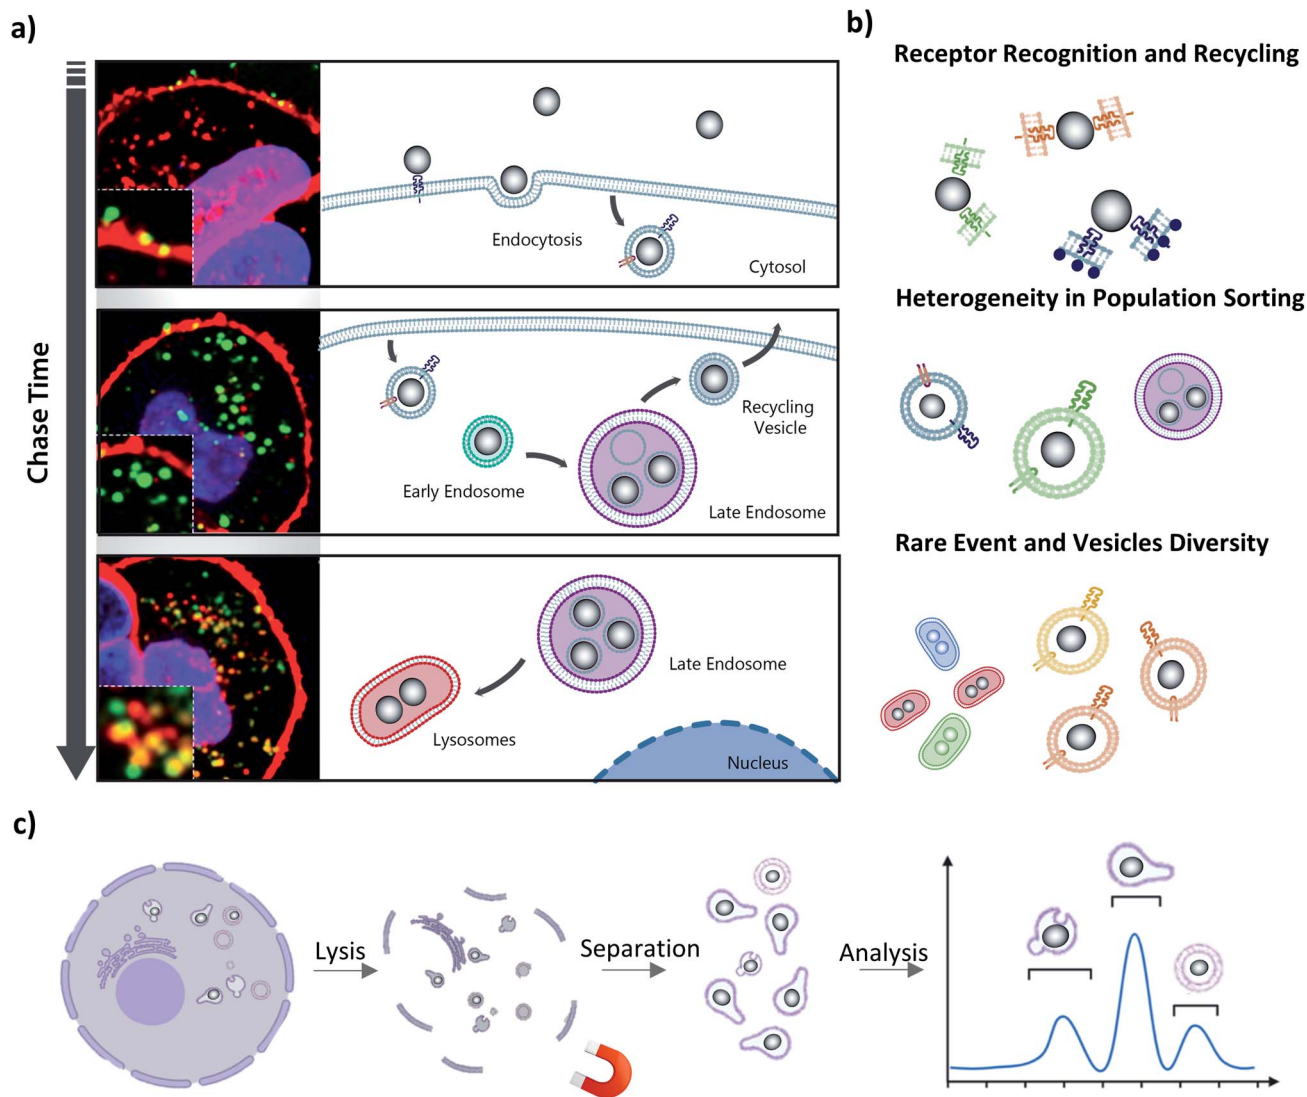 a)
Chase Time
Endocytosis
Cytosol
Early Endosome
Recycling
Vesicle
Late Endosome
Late Endosome
Lysosomes
Nucleus
b)
Receptor Recognition and Recycling
Heterogeneity in Population Sorting
Rare Event and Vesicles Diversity
c)
Lysis
Separation
Analysis